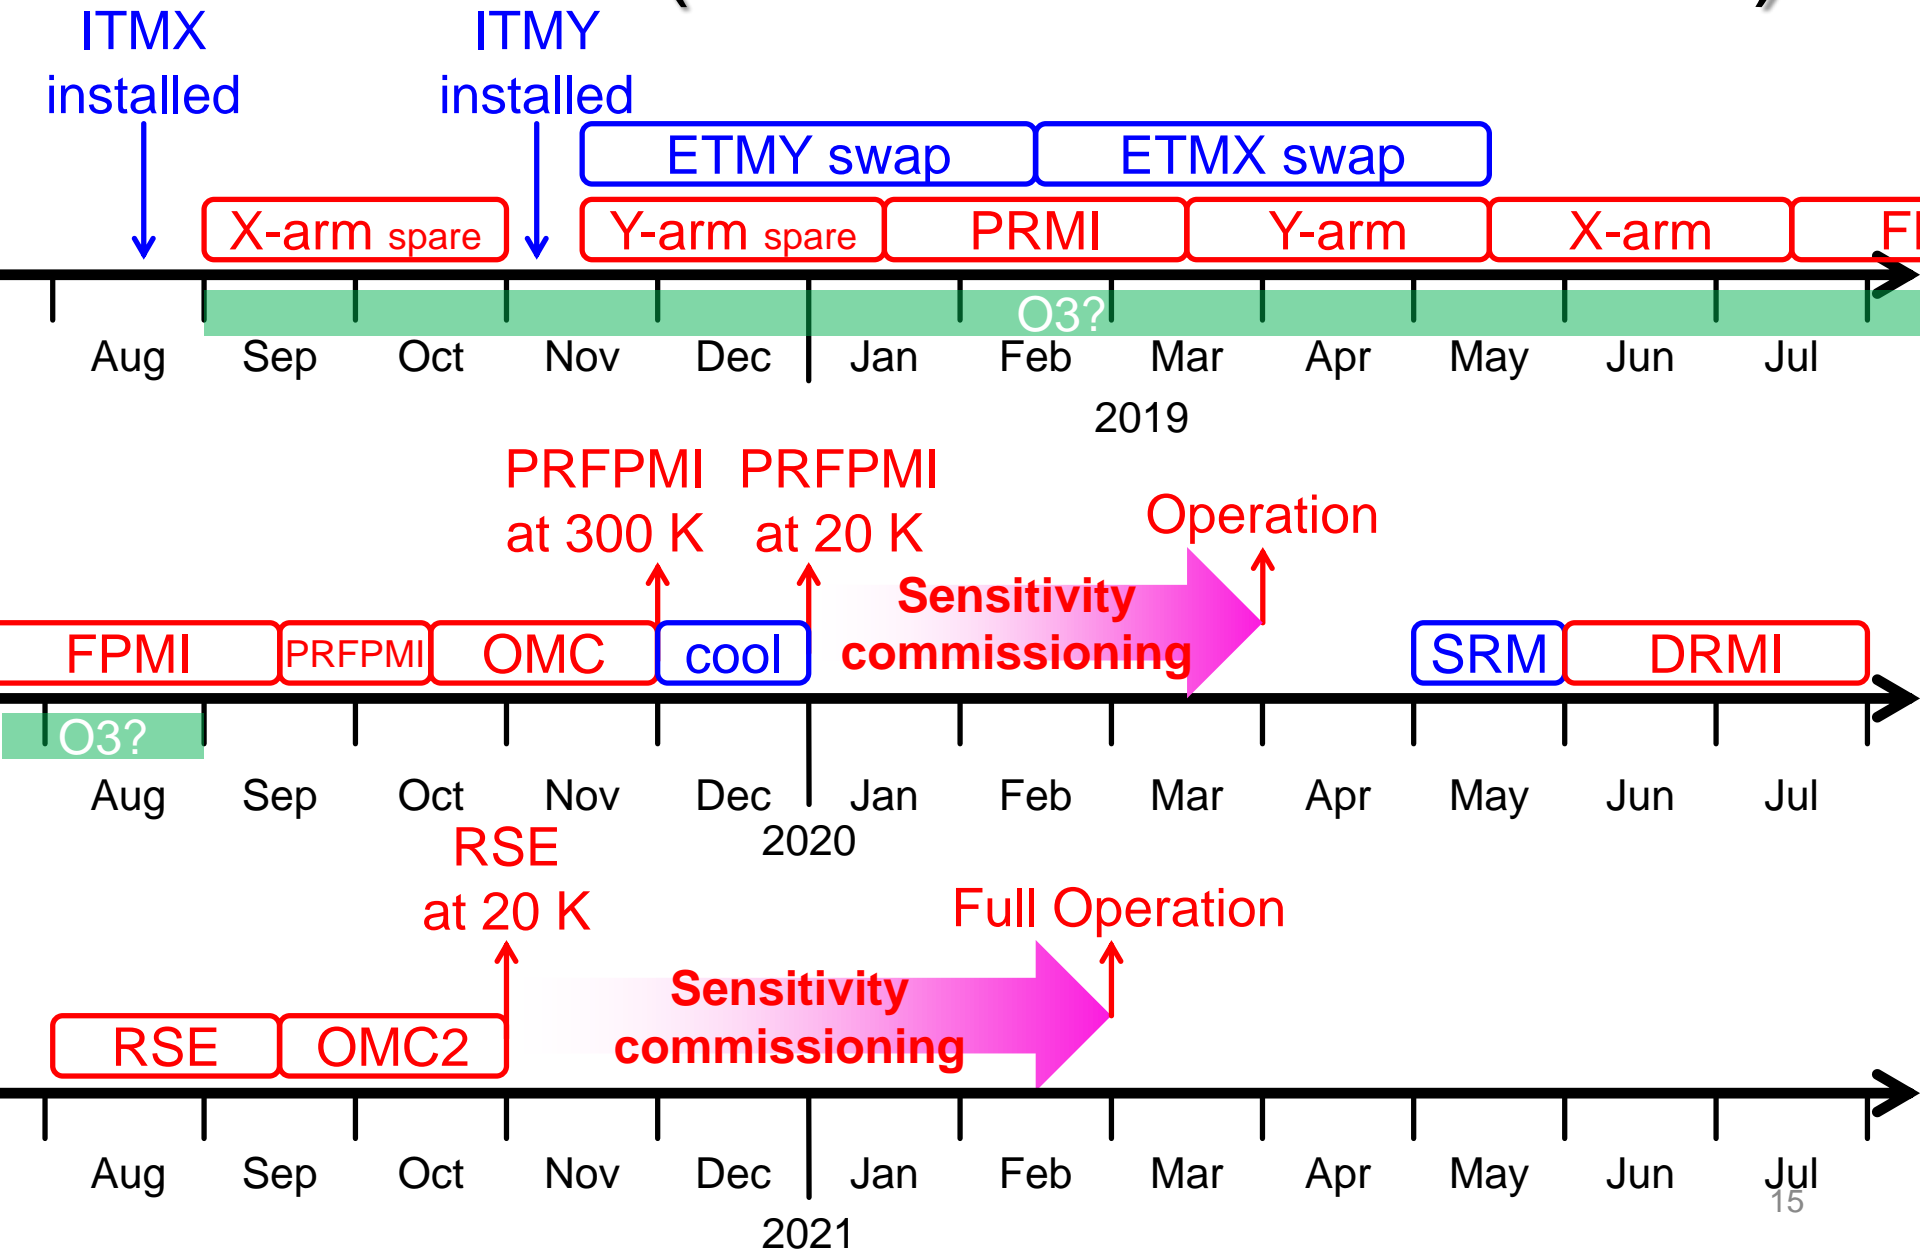 ITMX
installed
ITMY
installed
ETMY swap
ETMX swap
X-arm spare
Y-arm spare
PRMI
Y-arm
X-arm
O3?
Aug Sep Oct Nov Dec Jan Feb Mar Apr May Jun Jul
2019
PRFPMI
at 300 K
PRFPMI
at 20 K
Operation
Sensitivity
commissioning
FPMI
PRFPMI
OMC
cool
SRM
DRMI
O3?
Aug Sep Oct Nov Dec Jan Feb Mar Apr May Jun Jul
2020
RSE
at 20 K
Full Operation
Sensitivity
commissioning
RSE
OMC2
Aug Sep Oct Nov Dec Jan Feb Mar Apr May Jun Jul
2021
15